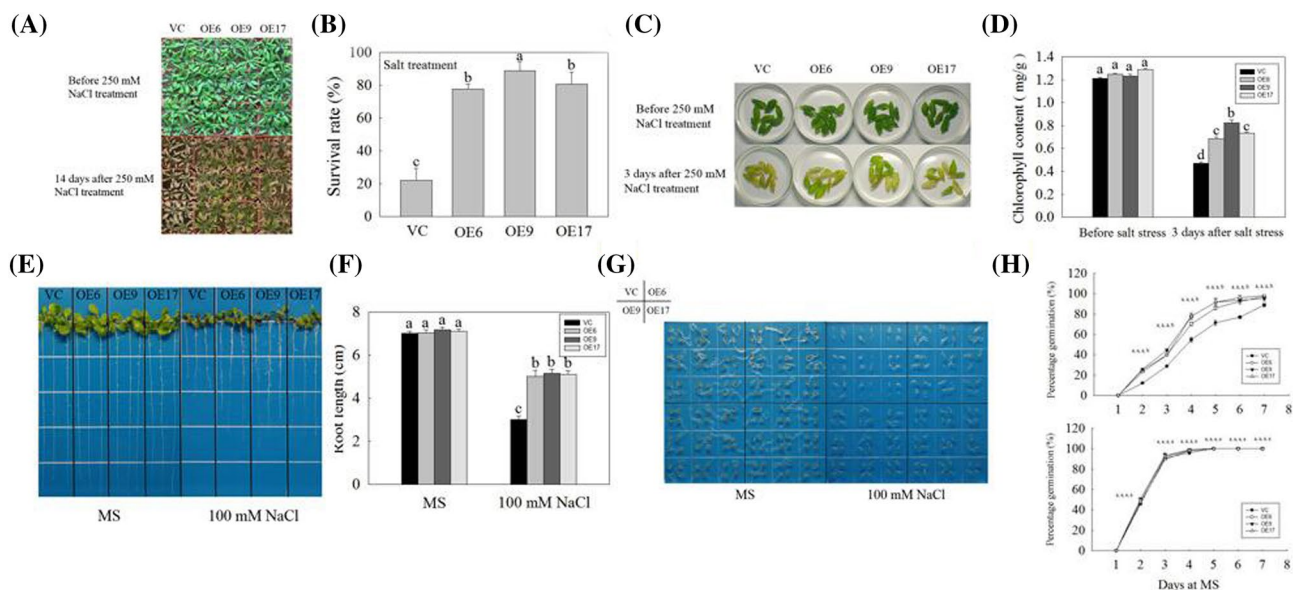 (A)
VC OE6 OE9 OE17
Before 250 mM
NaCl treatment
14 days after 250 mM
NaCl treatment
(B)
Salt treatment
Survival rate (%)
100
80
60
40
20
0
c
b
a
b
VC OE6 OE9 OE17
(C)
VC OE6 OE9 OE17
Before 250 mM
NaCl treatment
3 days after 250 mM
NaCl treatment
(D)
Chlorophyll content ( mg/g )
1.4
1.2
1.0
0.8
0.6
0.4
1.2
0.0
a a a a
d c b c
VC
OE9
OE9
OE17
Before salt stress 3 days after salt stress
(E)
VC OE6 OE9 OE17 VC OE6 OE9 OE17
MS 100 mM NaCl
(F)
Root length (cm)
8
6
4
2
0
a a a a
c b b b
VC
OE6
OE9
OE17
MS 100 mM NaCl
(G)
VC OE6
OE9 OE17
MS 100 mM NaCl
(H)
Percentage germination (%)
120
100
80
60
40
20
0
VC
OE6
OE9
OE17
1 2 3 4 5 6 7 8
Percentage germination (%)
120
100
80
60
40
20
0
VC
OE6
OE9
OE17
1 2 3 4 5 6 7 8
Days at MS